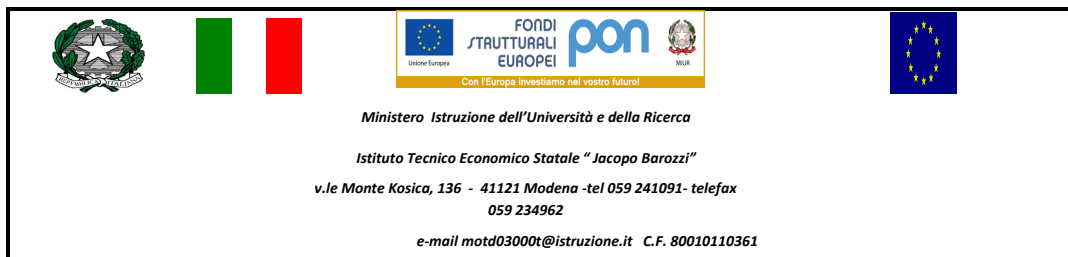 FONDI
STRUTTURALI
EUROPEI
pon
Unione Europea
MIUR
Con l'Europa investiamo nel vostro futuro!
REPVBBLICA ITALIANA
Ministero Istruzione dell'Università e della Ricerca
Istituto Tecnico Economico Statale “ Jacopo Barozzi”
v.le Monte Kosica, 136 - 41121 Modena -tel 059 241091- telefax
059 234962
e-mail motd03000t@istruzione.it C.F. 80010110361